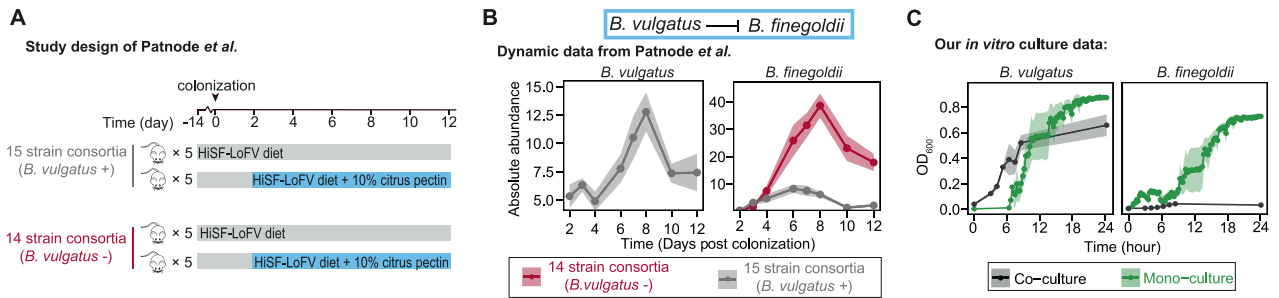 A
Study design of Patnode et al.
colonization
Time (day)
-14 0 2 4 6 8 10 12
15 strain consortia
(B. vulgatus +)
× 5
HiSF-LoFV diet
× 5
HiSF-LoFV diet + 10% citrus pectin
14 strain consortia
(B. vulgatus -)
× 5
HiSF-LoFV diet
× 5
HiSF-LoFV diet + 10% citrus pectin
B
B. vulgatus B. finegoldii
Dynamic data from Patnode et al.
B. vulgatus
B. finegoldii
Absolute abundance
15.0
12.5
10.0
7.5
5.0
40
30
20
10
2 4 6 8 10 12
2 4 6 8 10 12
Time (Days post colonization)
14 strain consortia
(B.vulgatus -)
15 strain consortia
(B. vulgatus +)
C
Our in vitro culture data:
B. vulgatus
B. finegoldii
OD600
0.8
0.6
0.4
0.2
0.0
0 6 12 18 24
0 6 12 18 24
Time (hour)
Co-culture
Mono-culture